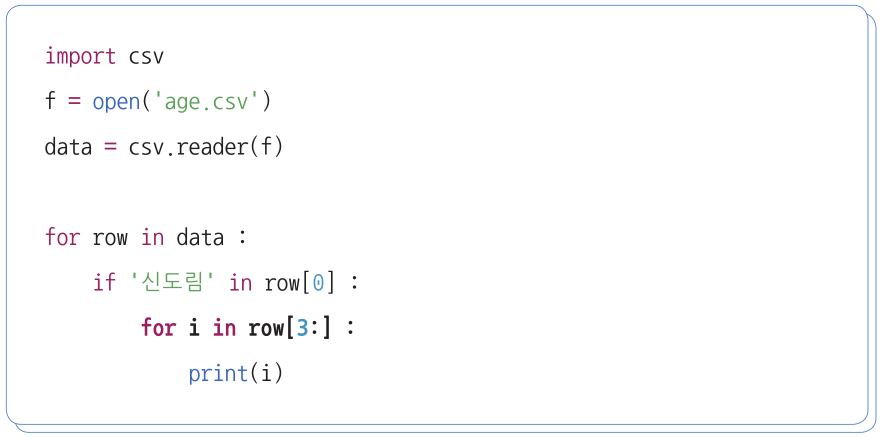 import csv
f = open('age.csv')
data = csv.reader(f)
for row in data :
    if '신도림' in row[0] :
        for i in row[3:] :
            print(i)